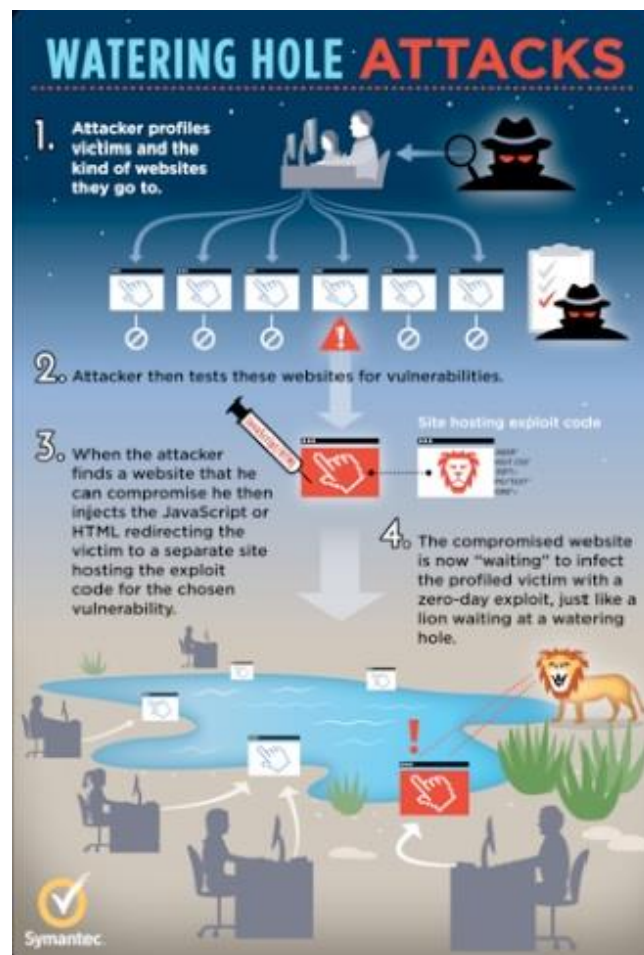 WATERING HOLE ATTACKS
1. Attacker profiles
victims and the
kind of websites
they go to.
2. Attacker then tests these websites for vulnerabilities.
JavaScript/HTML
Site hosting exploit code
3. When the attacker
finds a website that he
can compromise he then
injects the JavaScript or
HTML redirecting the
victim to a separate site
hosting the exploit
code for the chosen
vulnerability.
4. The compromised website
is now “waiting” to infect
the profiled victim with a
zero-day exploit, just like a
lion waiting at a watering
hole.
Symantec.